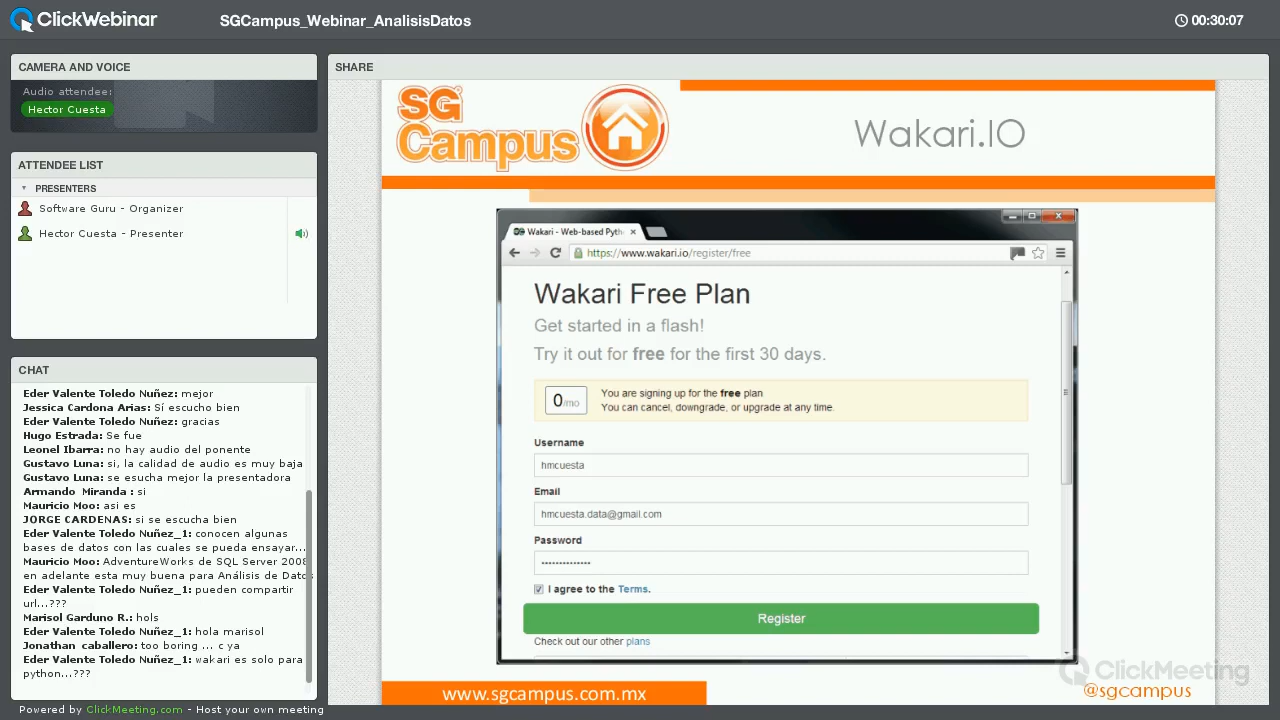 ClickWebinar
SGCampus_Webinar_AnalisisDatos
00:30:07
CAMERA AND VOICE
Audio attendee:
Hector Cuesta
ATTENDEE LIST
PRESENTERS
Software Guru - Organizer
Hector Cuesta - Presenter
CHAT
Eder Valente Toledo Nuñez: mejor
Jessica Cardona Arias: Sí escucho bien
Eder Valente Toledo Nuñez: gracias
Hugo Estrada: Se fue
Leonel Ibarra: no hay audio del ponente
Gustavo Luna: si, la calidad de audio es muy baja
Gustavo Luna: se escucha mejor la presentadora
Armando Miranda : si
Mauricio Moo: asi es
JORGE CARDENAS: si se escucha bien
Eder Valente Toledo Nuñez_1: conocen algunas
bases de datos con las cuales se pueda ensayar...
Mauricio Moo: AdventureWorks de SQL Server 2008
en adelante esta muy buena para Análisis de Datos
Eder Valente Toledo Nuñez_1: pueden compartir
url...???
Marisol Garduno R.: hols
Eder Valente Toledo Nuñez_1: hola marisol
Jonathan caballero: too boring ... c ya
Eder Valente Toledo Nuñez_1: wakari es solo para
python...???
Powered by ClickMeeting.com - Host your own meeting
SHARE
SG
Campus
Wakari.IO
Wakari - Web-based Pyth
https://www.wakari.io/register/free
Wakari Free Plan
Get started in a flash!
Try it out for free for the first 30 days.
0/mo
You are signing up for the free plan
You can cancel, downgrade, or upgrade at any time.
Username
hmcuesta
Email
hmcuesta.data@gmail.com
Password
I agree to the Terms.
Register
Check out our other plans
ClickMeeting
www.sgcampus.com.mx
@sgcampus